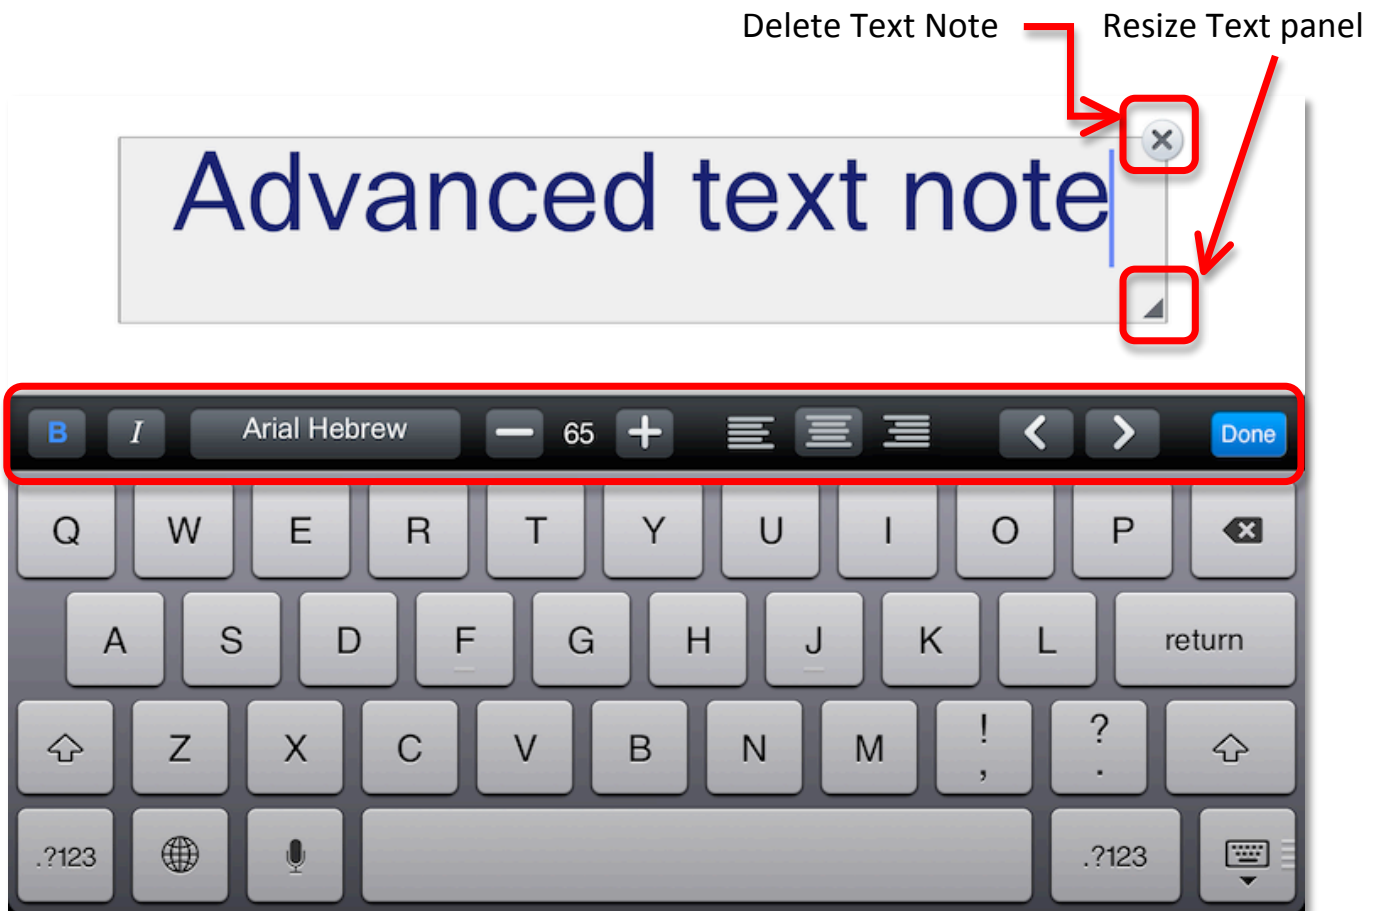 Delete Text Note Resize Text panel
Advanced text note
B I Arial Hebrew 65 Done
Q W E R T Y U I O P
A S D F G H J K L return
Z X C V B N M ! , ? .
.?123 .?123